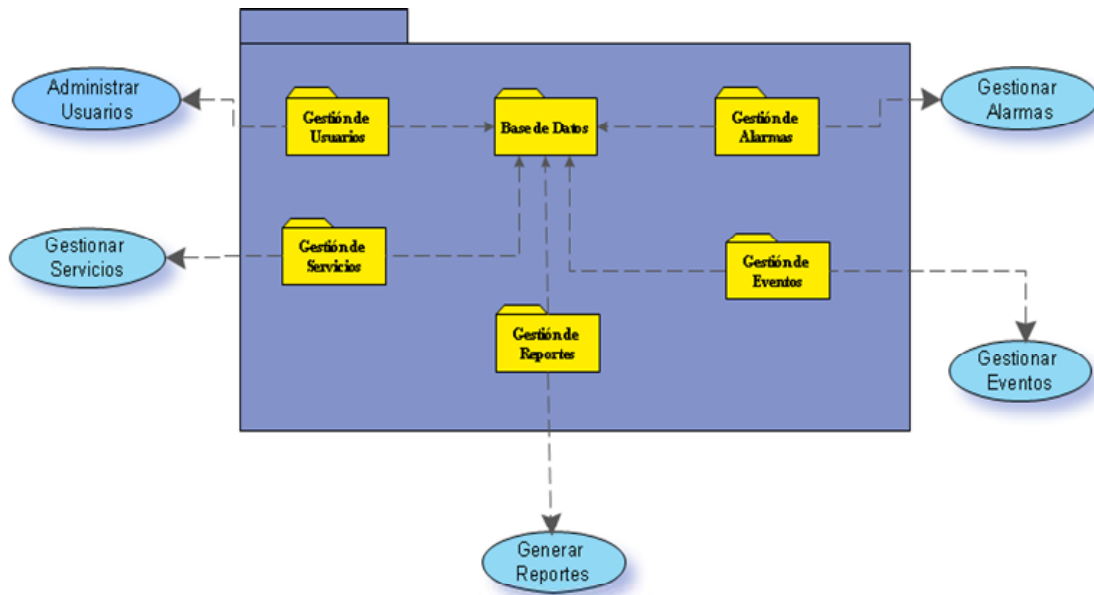 Administrar
Usuarios
Gestión de
Usuarios
Base de Datos
Gestión de
Alarmas
Gestionar
Alarmas
Gestionar
Servicios
Gestión de
Servicios
Gestión de
Eventos
Gestión de
Reportes
Gestionar
Eventos
Generar
Reportes